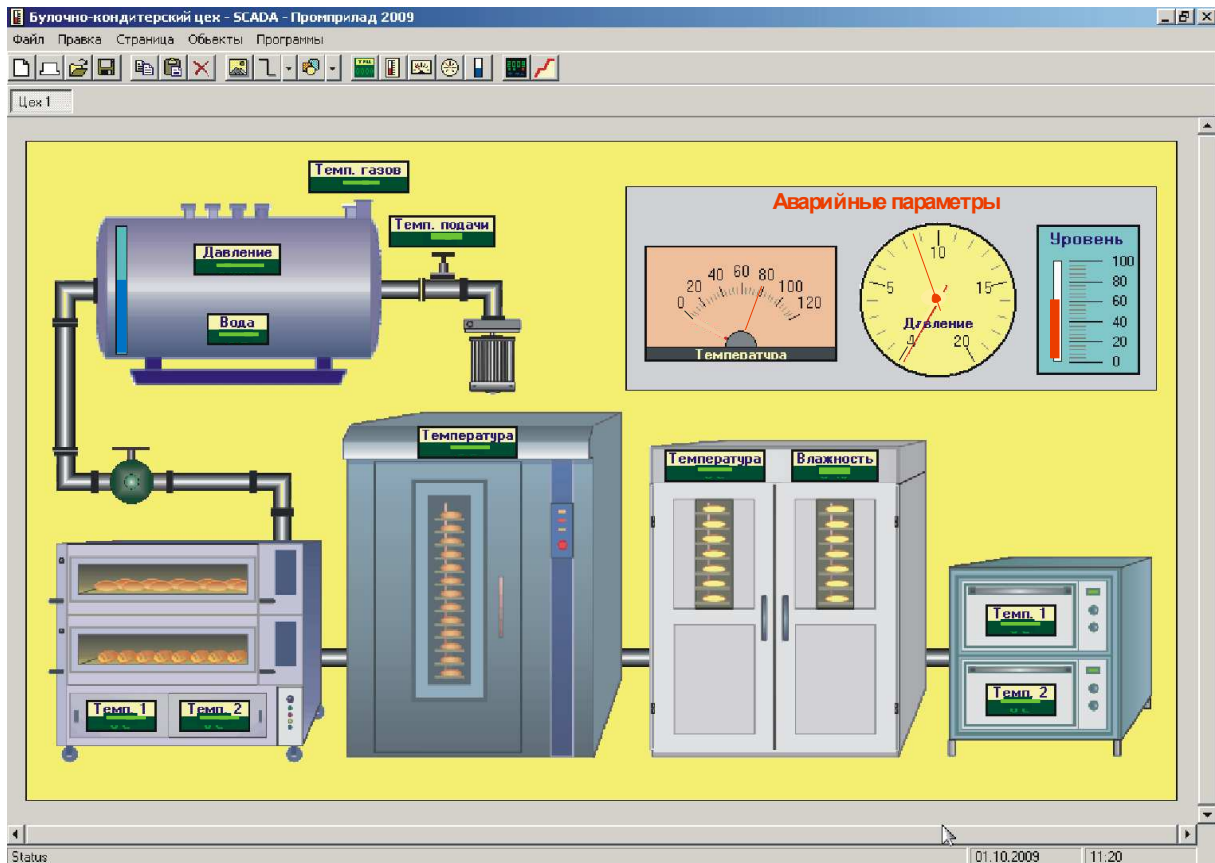 Булочно-кондитерский цех - SCADA - Промприлад 2009
Файл Правка Страница Обьекты Программы
Цех 1
Темп. газов
Темп. подачи
Давление
Вода
Аварийные параметры
0 20 40 60 80 100 120
Температура
5 10 15 20
Давление
Уровень
100
80
60
40
20
0
Температура
Температура
Влажность
Темп. 1
Темп. 2
Темп. 1
Темп. 2
Status
01.10.2009
11:20